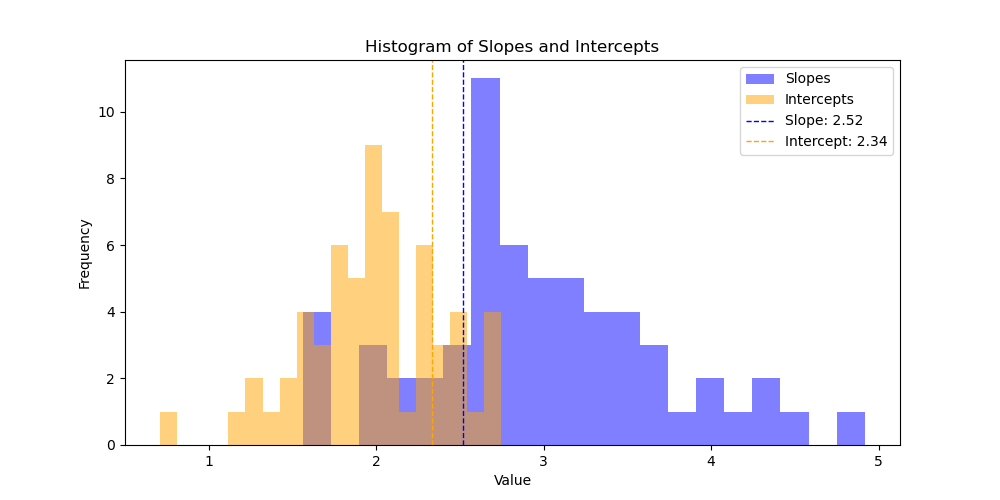 Histogram of Slopes and Intercepts
Slopes
Intercepts
Slope: 2.52
Intercept: 2.34
Frequency
10
8
6
4
2
0
1
2
3
4
5
Value